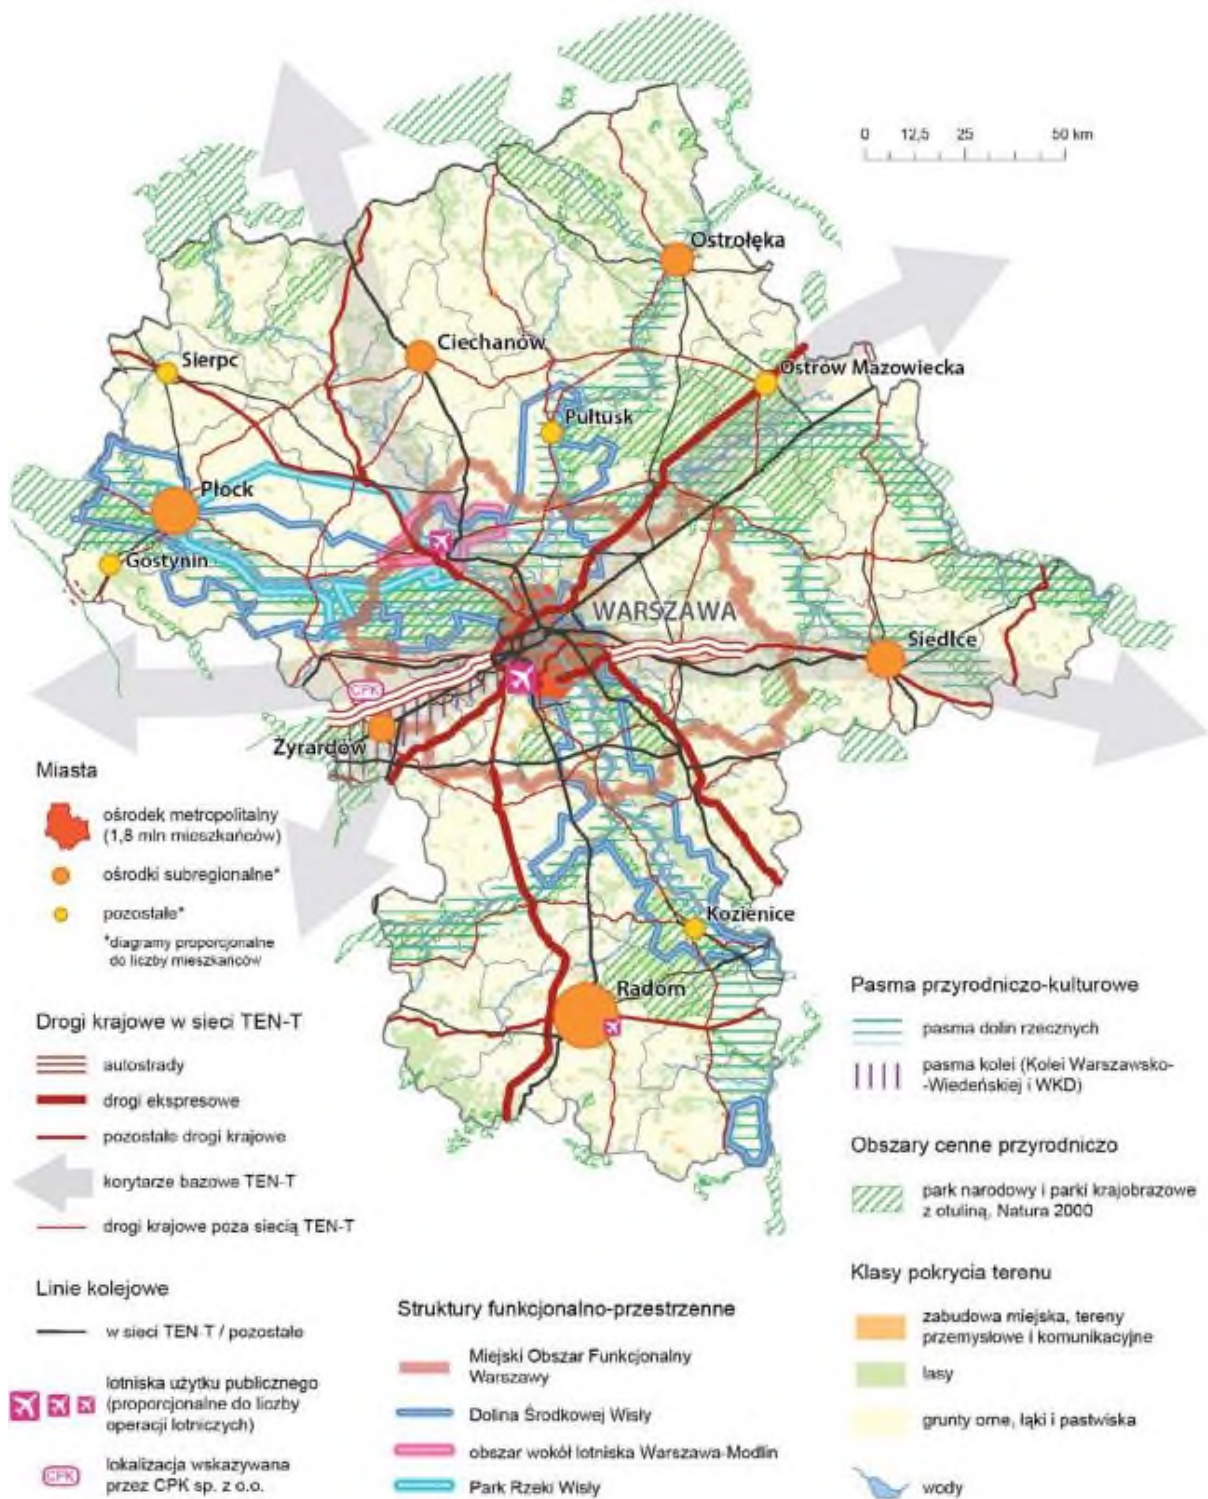 0 12,5 25 50 km
Ostrołęka
Ciechanów
Sierpc
Ostrów Mazowiecka
Pułtusk
Płock
Gostynin
WARSZAWA
Siedlce
CPK
Żyrardów
Kozienice
Radom
Miasta
ośrodek metropolitalny
(1,8 mln mieszkańców)
ośrodki subregionalne*
pozostałe*
*diagramy proporcjonalne
do liczby mieszkańców
Drogi krajowe w sieci TEN-T
autostrady
drogi ekspresowe
pozostałe drogi krajowe
korytarze bazowe TEN-T
drogi krajowe poza siecią TEN-T
Linie kolejowe
w sieci TEN-T / pozostałe
lotniska użytku publicznego
(proporcjonalne do liczby
operacji lotniczych)
CPK
lokalizacja wskazywana
przez CPK sp. z o.o.
Struktury funkcjonalno-przestrzenne
Miejski Obszar Funkcjonalny
Warszawy
Dolina Środkowej Wisły
obszar wokół lotniska Warszawa-Modlin
Park Rzeki Wisły
Pasma przyrodniczo-kulturowe
pasma dolin rzecznych
pasma kolei (Kolei Warszawsko-
-Wiedeńskiej i WKD)
Obszary cenne przyrodniczo
park narodowy i parki krajobrazowe
z otuliną, Natura 2000
Klasy pokrycia terenu
zabudowa miejska, tereny
przemysłowe i komunikacyjne
lasy
grunty orne, łąki i pastwiska
wody